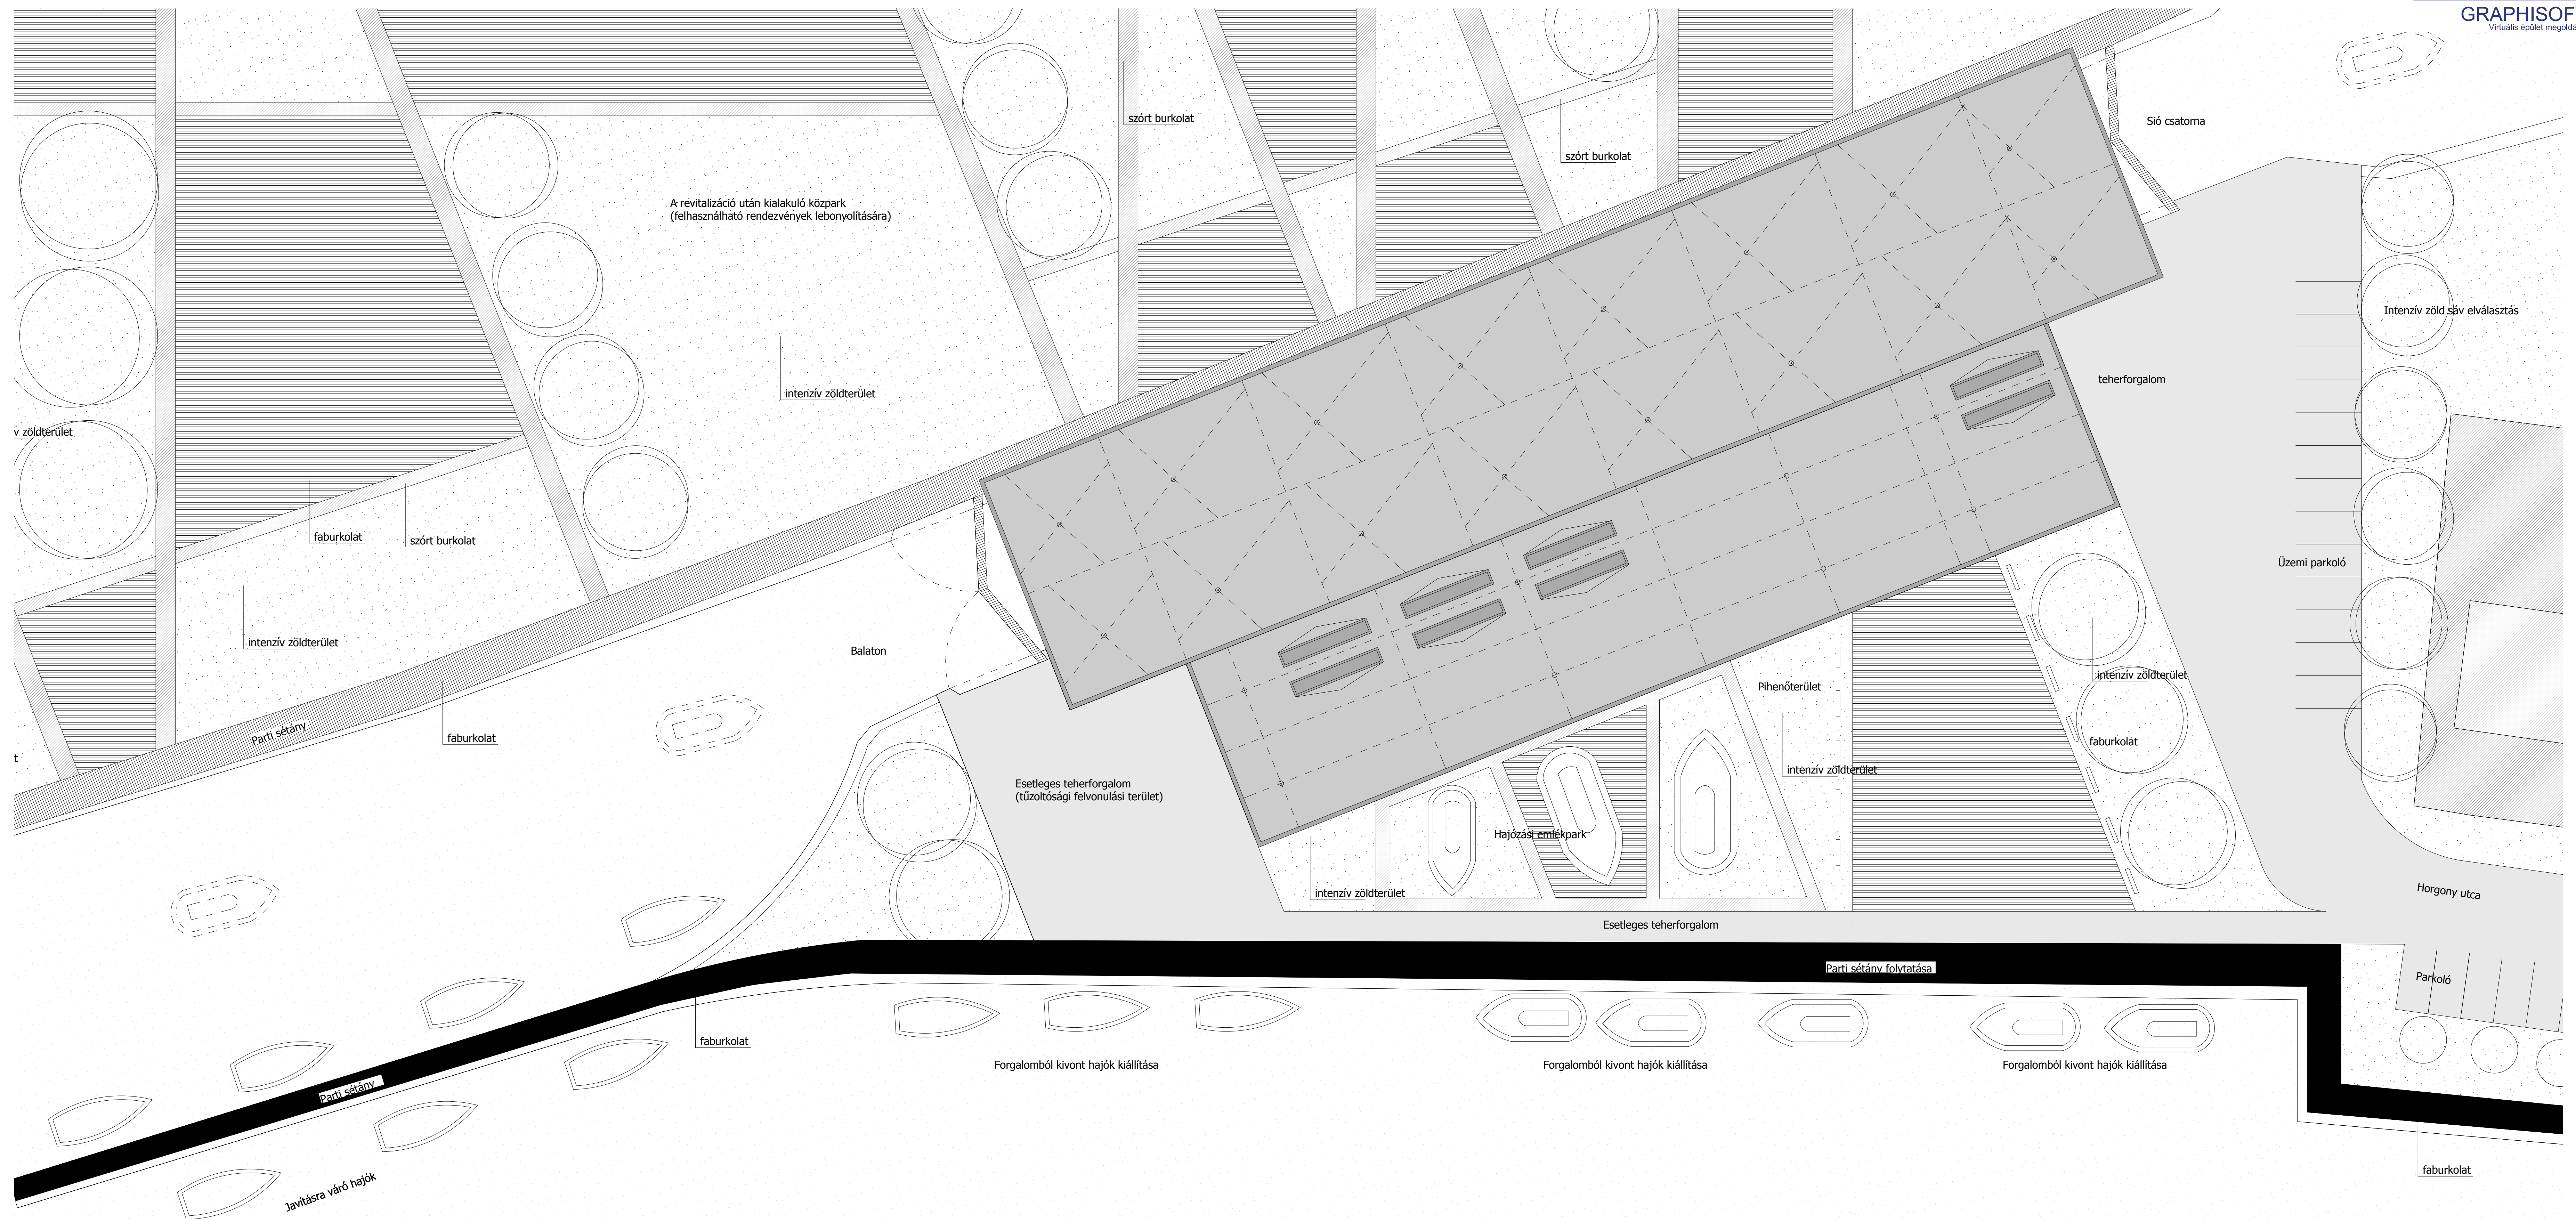 GRAPHISOF
Virtuális épület megoldá
szórt burkolat
Sió csatorna
szórt burkolat
A revitalizáció után kialakuló közpark
(felhasználható rendezvények lebonyolítására)
Intenzív zöld sáv elválasztás
teherforgalom
intenzív zöldterület
v zöldterület
faburkolat
szórt burkolat
Üzemi parkoló
intenzív zöldterület
Balaton
intenzív zöldterület
Pihenőterület
Parti sétány
faburkolat
faburkolat
t
intenzív zöldterület
Esetleges teherforgalom
(tűzoltósági felvonulási terület)
Hajózási emlékpark
intenzív zöldterület
Horgony utca
Esetleges teherforgalom
Parti sétány folytatása
Parkoló
faburkolat
Forgalomból kivont hajók kiállítása
Forgalomból kivont hajók kiállítása
Forgalomból kivont hajók kiállítása
Parti sétány
faburkolat
Javításra váró hajók